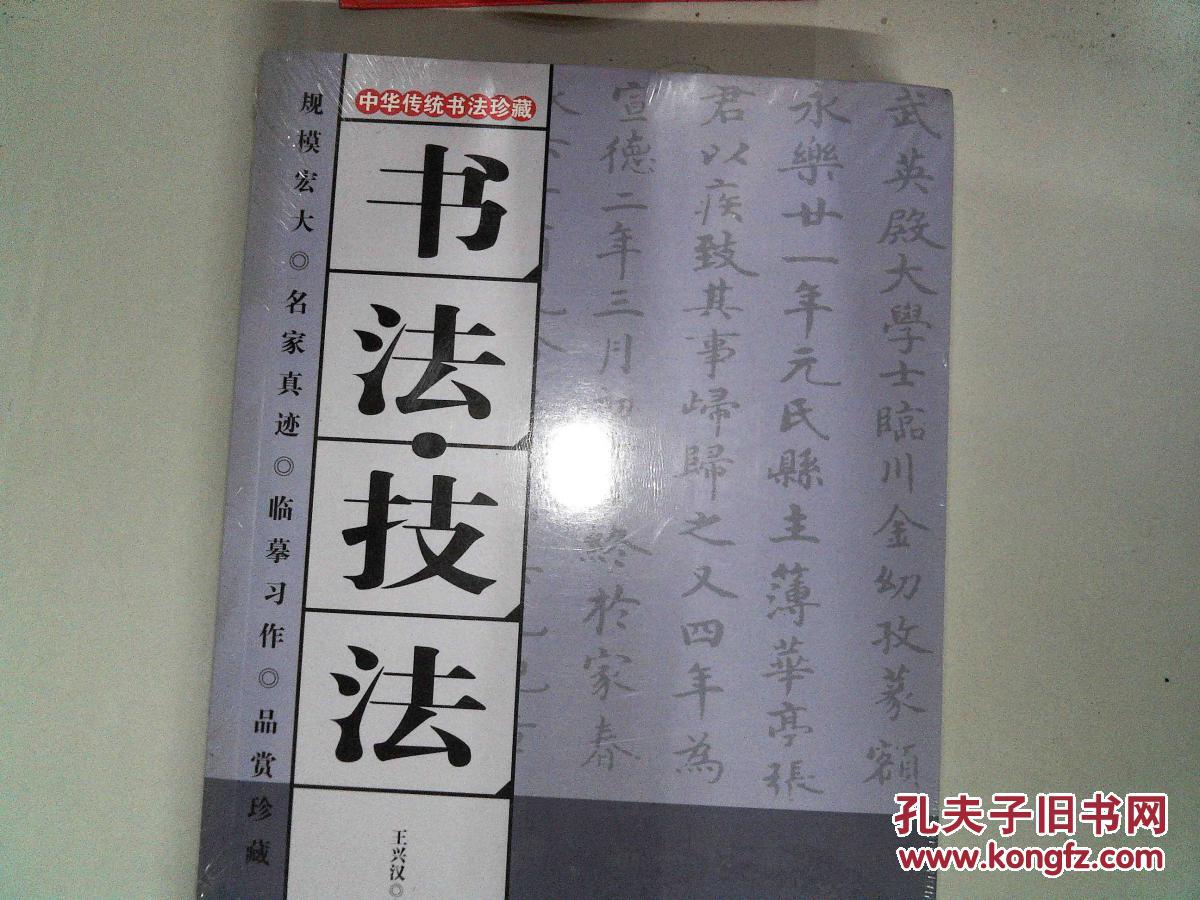 中华传统书法珍藏
书法·技法
王兴汉◎
规模宏大◎名家真迹◎临摹习作◎品赏珍藏
武英殿大學士臨川金幼孜篆額
永樂廿一年元氏縣主薄華亭張
君以疾致其事歸歸之又四年為
宣德二年三月初 終於家春
孔夫子旧书网
www.kongfz.com